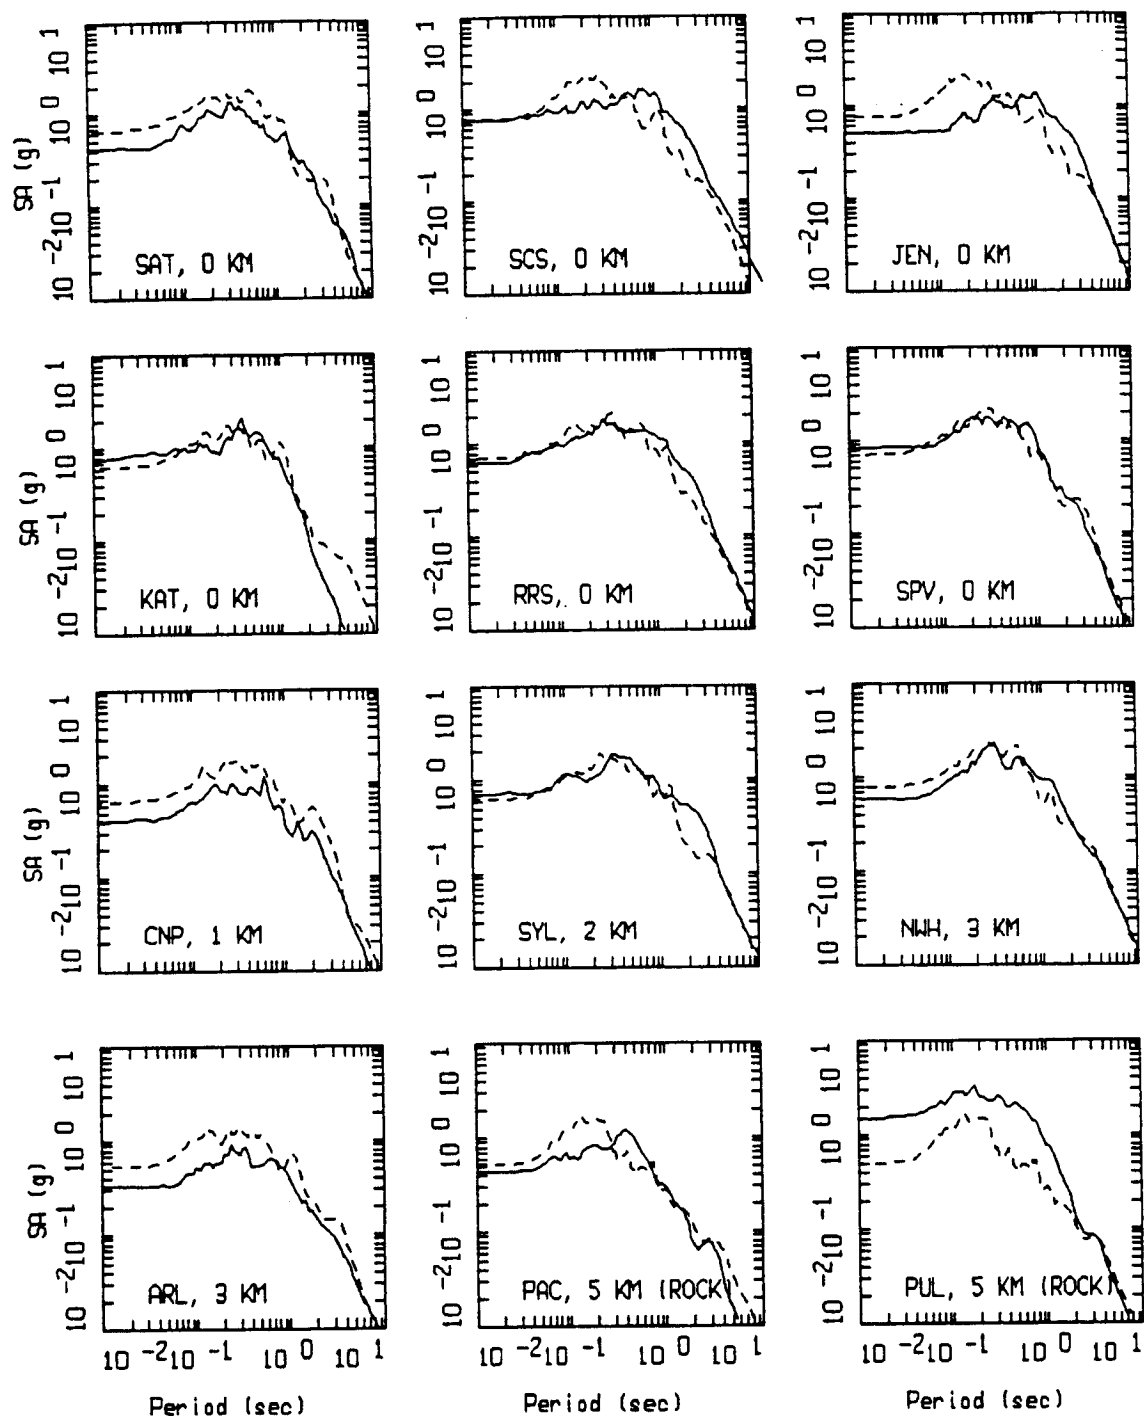 SA (g)
10 -2 10 -1 10 0 10 1
SAT, 0 KM
10 -2 10 -1 10 0 10 1
SCS, 0 KM
10 -2 10 -1 10 0 10 1
JEN, 0 KM
SA (g)
10 -2 10 -1 10 0 10 1
KAT, 0 KM
10 -2 10 -1 10 0 10 1
RRS, 0 KM
10 -2 10 -1 10 0 10 1
SPV, 0 KM
SA (g)
10 -2 10 -1 10 0 10 1
CNP, 1 KM
10 -2 10 -1 10 0 10 1
SYL, 2 KM
10 -2 10 -1 10 0 10 1
NWH, 3 KM
SA (g)
10 -2 10 -1 10 0 10 1
ARL, 3 KM
10 -2 10 -1 10 0 10 1
PAC, 5 KM (ROCK)
10 -2 10 -1 10 0 10 1
PUL, 5 KM (ROCK)
10 -2 10 -1 10 0 10 1
10 -2 10 -1 10 0 10 1
10 -2 10 -1 10 0 10 1
Period (sec)
Period (sec)
Period (sec)